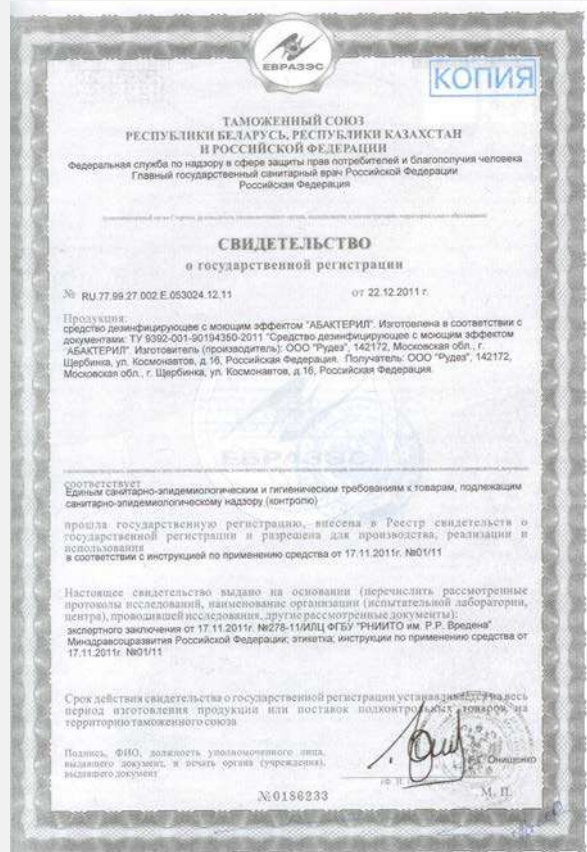 ЕВРАЗЭС
КОПИЯ
ТАМОЖЕННЫЙ СОЮЗ
РЕСПУБЛИКИ БЕЛАРУСЬ, РЕСПУБЛИКИ КАЗАХСТАН
И РОССИЙСКОЙ ФЕДЕРАЦИИ
Федеральная служба по надзору в сфере защиты прав потребителей и благополучия человека
Главный государственный санитарный врач Российской Федерации
Российская Федерация
СВИДЕТЕЛЬСТВО
о государственной регистрации
№ RU.77.99.27.002.Е.053024.12.11 от 22.12.2011 г.
Продукция:
средство дезинфицирующее с моющим эффектом "АБАКТЕРИЛ". Изготовлена в соответствии с
документами: ТУ 9392-001-90194350-2011 "Средство дезинфицирующее с моющим эффектом
"АБАКТЕРИЛ". Изготовитель (производитель): ООО "Рудез", 142172, Московская обл., г.
Щербинка, ул. Космонавтов, д.16, Российская Федерация. Получатель: ООО "Рудез", 142172,
Московская обл., г. Щербинка, ул. Космонавтов, д.16, Российская Федерация.
ЕВРАЗЭС
соответствует
Единым санитарно-эпидемиологическим и гигиеническим требованиям к товарам, подлежащим
санитарно-эпидемиологическому надзору (контролю)
прошла государственную регистрацию, внесена в Реестр свидетельств о
государственной регистрации и разрешена для производства, реализации и
использования
в соответствии с инструкцией по применению средства от 17.11.2011г. №01/11
Настоящее свидетельство выдано на основании (перечислить рассмотренные
протоколы исследований, наименование организации (испытательной лаборатории,
центра), проводившей исследования, другие рассмотренные документы):
экспертного заключения от 17.11.2011г. №278-11/ИЛЦ ФГБУ "РНИИТО им. Р.Р. Вредена"
Минздравсоцразвития Российской Федерации; этикетка; инструкции по применению средства от
17.11.2011г. №01/11
Срок действия свидетельства о государственной регистрации устанавливается на весь
период изготовления продукции или поставок подконтрольных товаров на
территорию таможенного союза
Подпись, ФИО, должность уполномоченного лица,
выдавшего документ, и печать органа (учреждения),
выдавшего документ
Онищенко
№0186233
М. П.